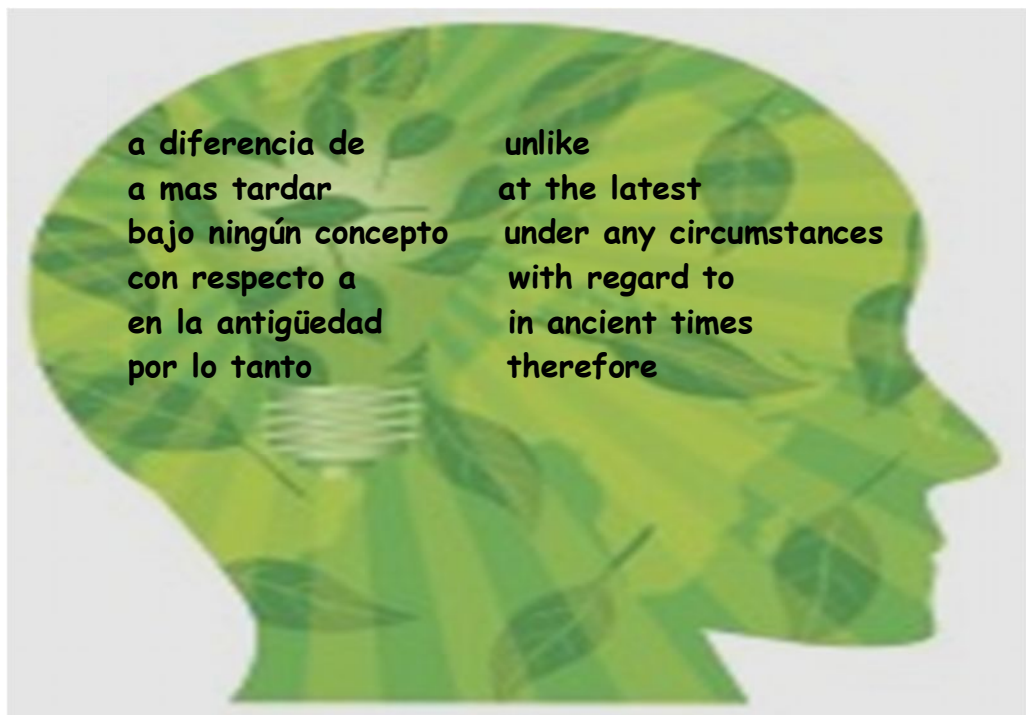 a diferencia de unlike
a mas tardar at the latest
bajo ningún concepto under any circumstances
con respecto a with regard to
en la antigüedad in ancient times
por lo tanto therefore